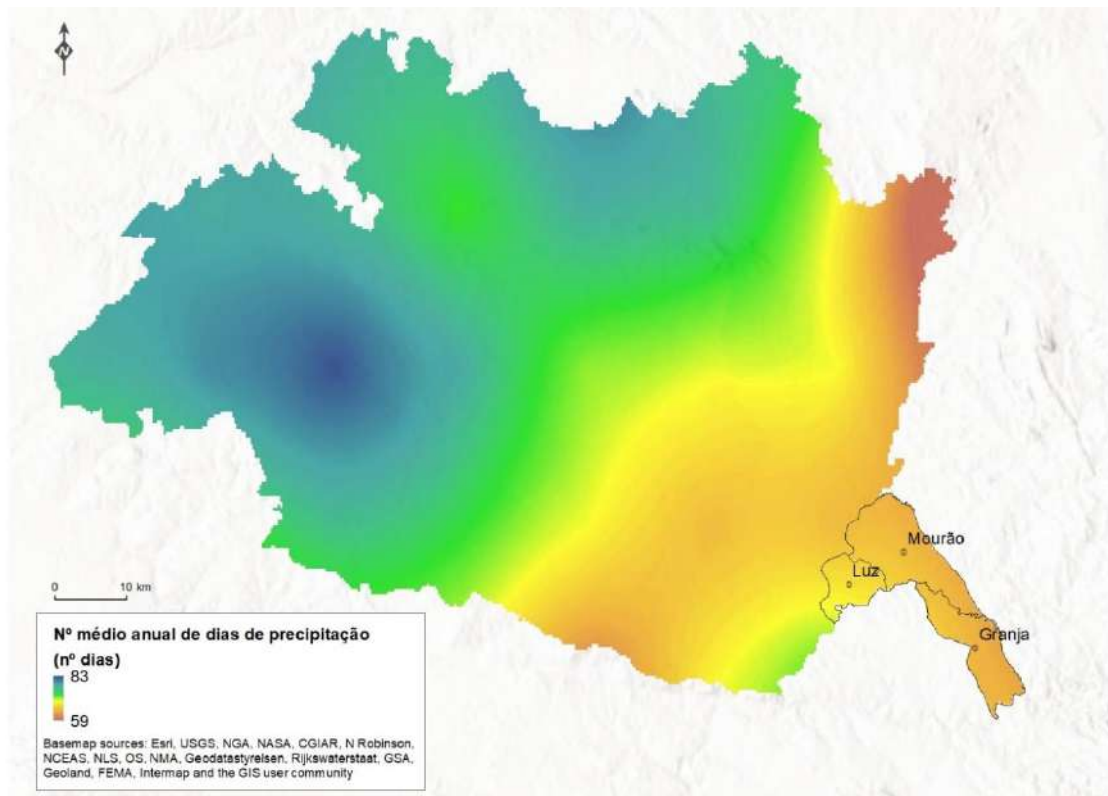 N
Mourão
Luz
Granja
0 10 km
Nº médio anual de dias de precipitação
(nº dias)
83
59
Basemap sources: Esri, USGS, NGA, NASA, CGIAR, N Robinson,
NCEAS, NLS, OS, NMA, Geodatastyrelsen, Rijkswaterstaat, GSA,
Geoland, FEMA, Intermap and the GIS user community